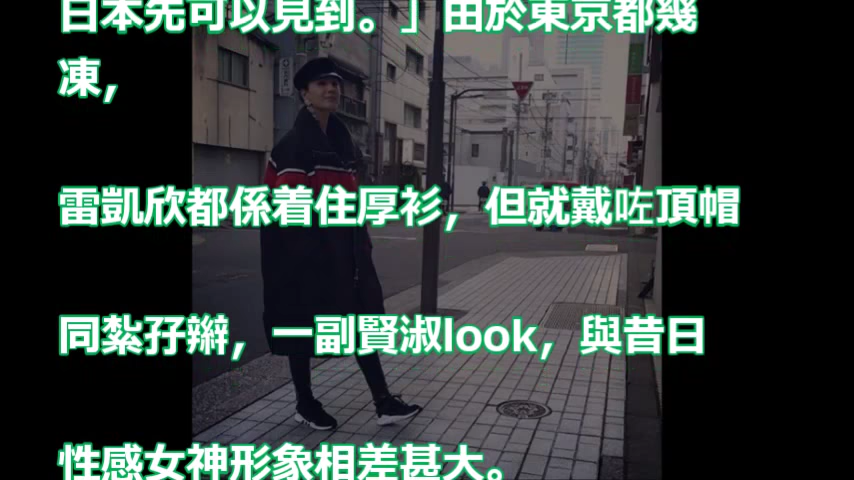 日本先可以見到。」由於東京都幾
凍，
雷凱欣都係着住厚衫，但就戴咗頂帽
同紮孖辮，一副賢淑look，與昔日
性感女神形象相差甚大。